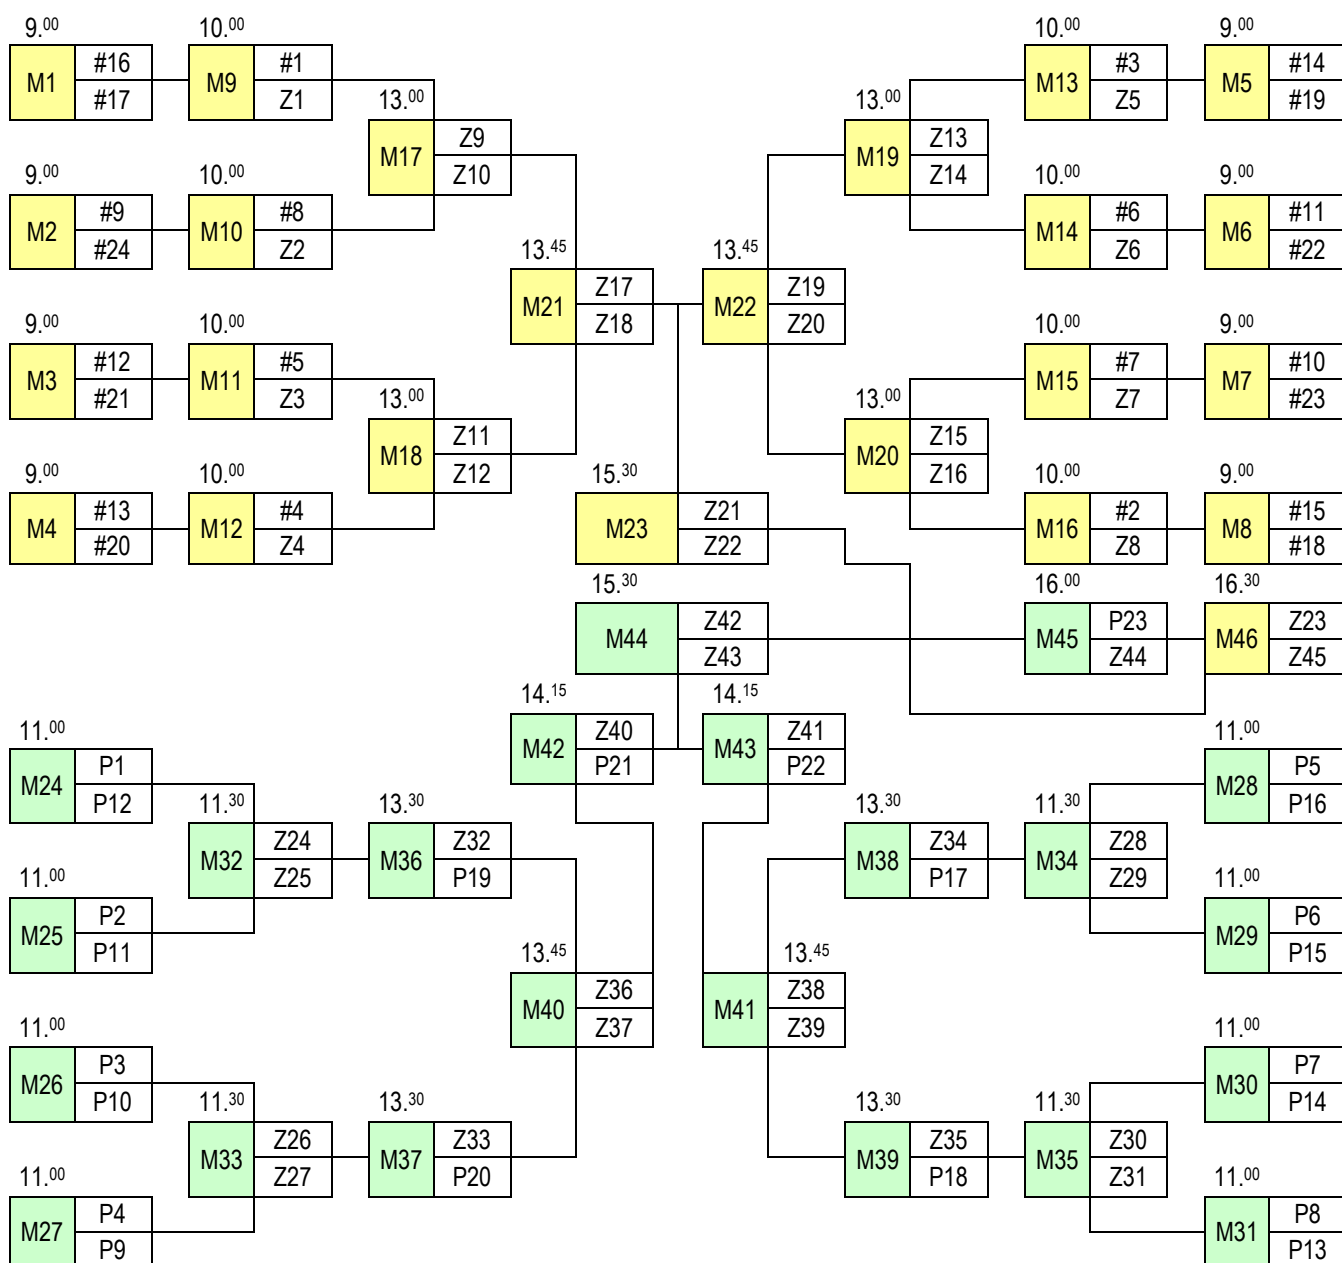 9.00 10.00 10.00 9.00
M1 #16 #17 M9 #1 Z1 M13 #3 Z5 M5 #14 #19
13.00 13.00
M17 Z9 Z10 M19 Z13 Z14
9.00 10.00 10.00 9.00
M2 #9 #24 M10 #8 Z2 M14 #6 Z6 M6 #11 #22
13.45 13.45
M21 Z17 Z18 M22 Z19 Z20
9.00 10.00 10.00 9.00
M3 #12 #21 M11 #5 Z3 M15 #7 Z7 M7 #10 #23
13.00 13.00
M18 Z11 Z12 M20 Z15 Z16
9.00 10.00 15.30 10.00 9.00
M4 #13 #20 M12 #4 Z4 M23 Z21 Z22 M16 #2 Z8 M8 #15 #18
15.30 16.00 16.30
M44 Z42 Z43 M45 P23 Z44 M46 Z23 Z45
14.15 14.15
M42 Z40 P21 M43 Z41 P22
11.00 11.00
M24 P1 P12 M28 P5 P16
11.30 13.30 13.30 11.30
M32 Z24 Z25 M36 Z32 P19 M38 Z34 P17 M34 Z28 Z29
11.00 11.00
M25 P2 P11 M29 P6 P15
13.45 13.45
M40 Z36 Z37 M41 Z38 Z39
11.00 11.00
M26 P3 P10 M30 P7 P14
11.30 13.30 13.30 11.30
M33 Z26 Z27 M37 Z33 P20 M39 Z35 P18 M35 Z30 Z31
11.00 11.00
M27 P4 P9 M31 P8 P13